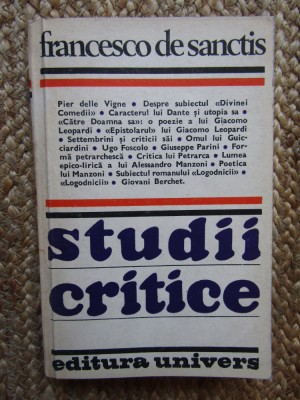 francesco de sanctis
Pier delle Vigne • Despre subiectul «Divinei
Comedii» • Caracterul lui Dante și utopia sa
• «Către Doamna sa»: o poezie a lui Giacomo
Leopardi • «Epistolarul» lui Giacomo Leopardi
• Settembrini și criticii săi • Omul lui Guic-
ciardini • Ugo Foscolo • Giuseppe Parini • For-
mă petrarchescă • Critica lui Petrarca • Lumea
epico-lirică a lui Alessandro Manzoni • Poetica
lui Manzoni • Subiectul romanului «Logodnicii» •
«Logodnicii» • Giovani Berchet.
studii
critice
editura univers